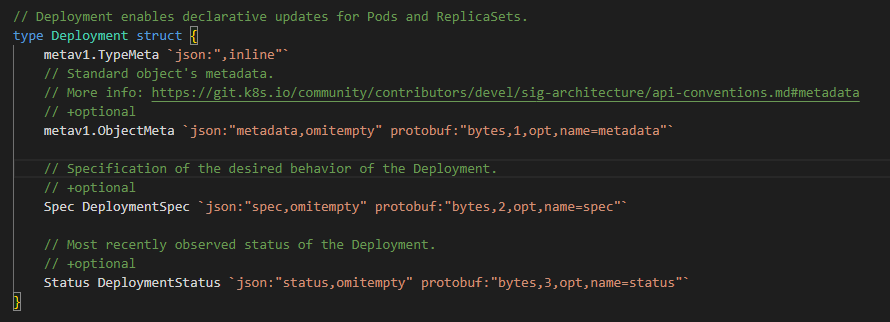 // Deployment enables declarative updates for Pods and ReplicaSets.
type Deployment struct {
    metav1.TypeMeta `json:",inline"`
    // Standard object's metadata.
    // More info: https://git.k8s.io/community/contributors/devel/sig-architecture/api-conventions.md#metadata
    // +optional
    metav1.ObjectMeta `json:"metadata,omitempty" protobuf:"bytes,1,opt,name=metadata"`

    // Specification of the desired behavior of the Deployment.
    // +optional
    Spec DeploymentSpec `json:"spec,omitempty" protobuf:"bytes,2,opt,name=spec"`

    // Most recently observed status of the Deployment.
    // +optional
    Status DeploymentStatus `json:"status,omitempty" protobuf:"bytes,3,opt,name=status"`
}